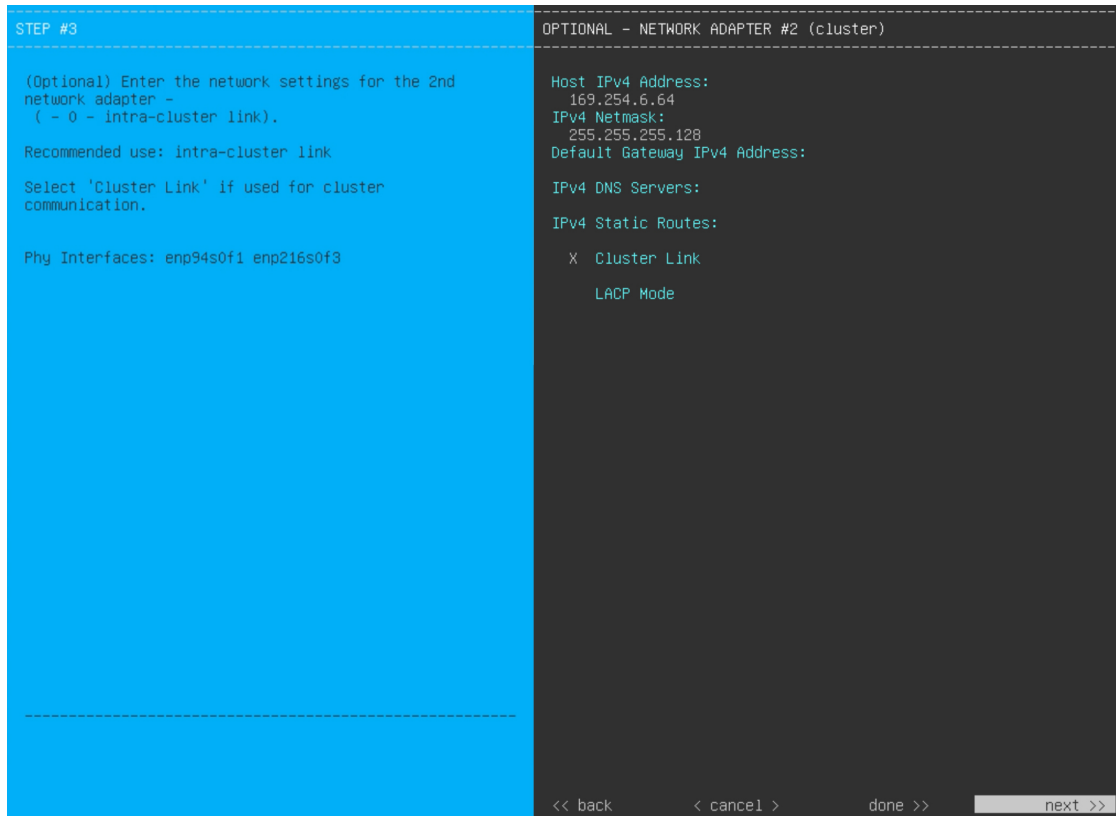 STEP #3
(Optional) Enter the network settings for the 2nd
network adapter -
( - O - intra-cluster link).
Recommended use: intra-cluster link
Select 'Cluster Link' if used for cluster
communication.
Phy Interfaces: enp94s0f1 enp216s0f3
OPTIONAL - NETWORK ADAPTER #2 (cluster)
Host IPv4 Address:
169.254.6.64
IPv4 Netmask:
255.255.255.128
Default Gateway IPv4 Address:
IPv4 DNS Servers:
IPv4 Static Routes:
X Cluster Link
LACP Mode
<< back < cancel > done >> next >>